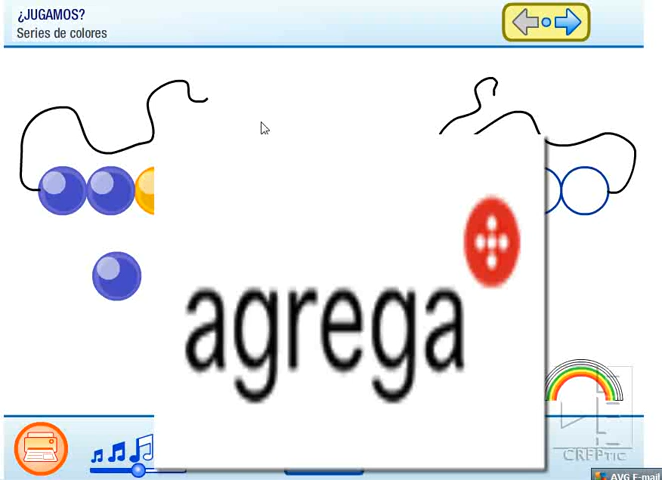 ¿JUGAMOS?
Series de colores
agrega
CREPTIC
AVG E-mail